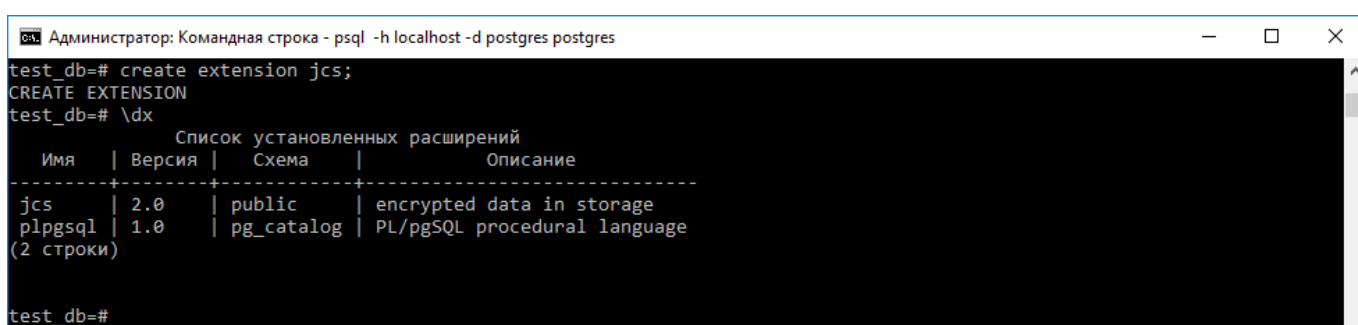 Администратор: Командная строка - psql -h localhost -d postgres postgres
test_db=# create extension jcs;
CREATE EXTENSION
test_db=# \dx
Список установленных расширений
Имя | Версия | Схема | Описание
---------+--------+------------+------------------------------
jcs | 2.0 | public | encrypted data in storage
plpgsql | 1.0 | pg_catalog | PL/pgSQL procedural language
(2 строки)
test_db=#